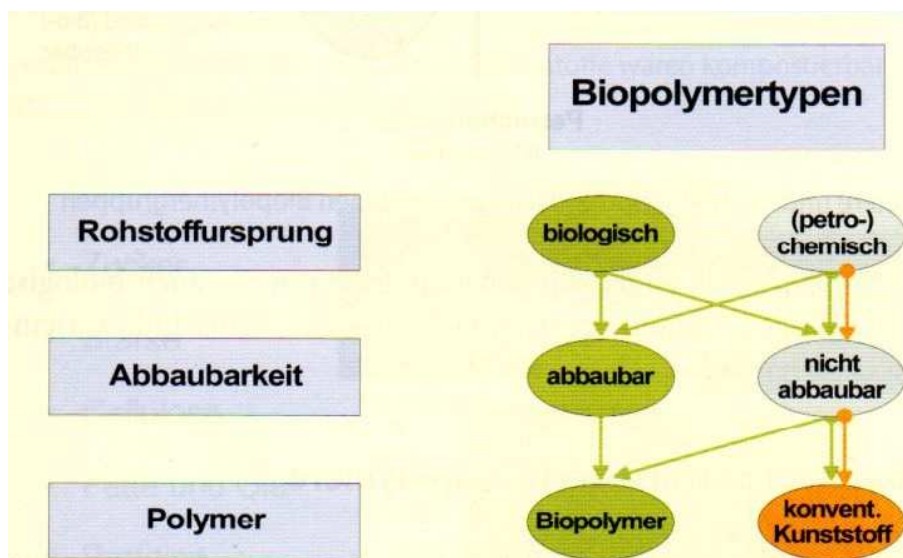 Biopolymertypen
Rohstoffursprung
biologisch
(petro-)
chemisch
Abbaubarkeit
abbaubar
nicht
abbaubar
Polymer
Biopolymer
konvent.
Kunststoff